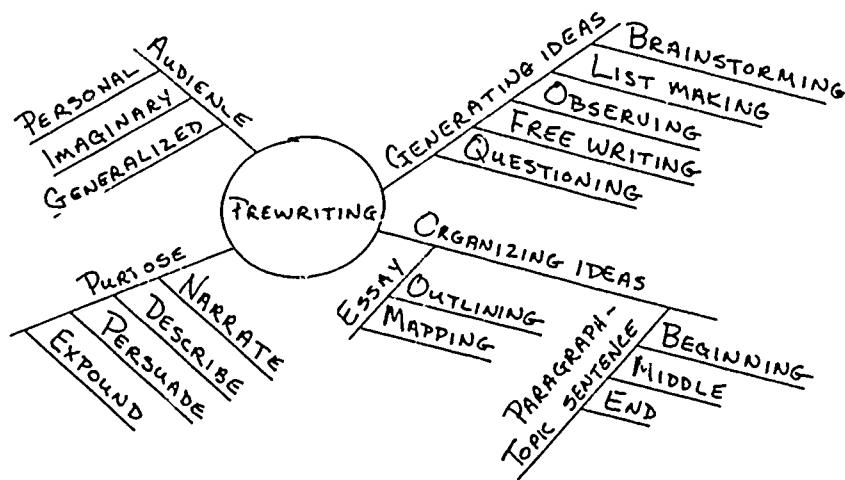 PREWRITING
AUDIENCE
PERSONAL
IMAGINARY
GENERALIZED
GENERATING IDEAS
BRAINSTORMING
LIST MAKING
OBSERVING
FREE WRITING
QUESTIONING
PURPOSE
NARRATE
DESCRIBE
PERSUADE
EXPOUND
ORGANIZING IDEAS
ESSAY
OUTLINING
MAPPING
PARAGRAPH-
TOPIC SENTENCE
BEGINNING
MIDDLE
END